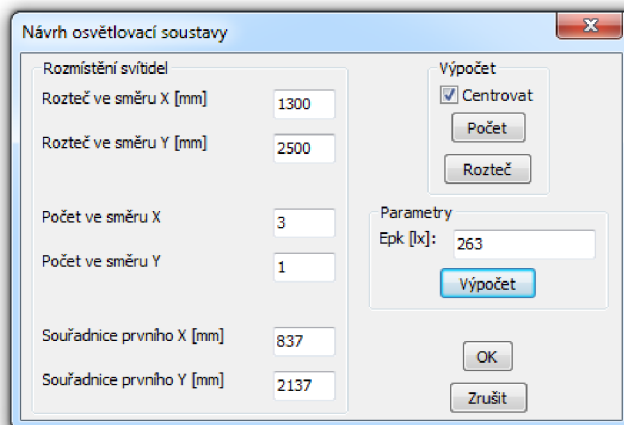 Návrh osvětlovací soustavy
Rozmístění svítidel
Rozteč ve směru X [mm]
1300
Rozteč ve směru Y [mm]
2500
Počet ve směru X
3
Počet ve směru Y
1
Souřadnice prvního X [mm]
837
Souřadnice prvního Y [mm]
2137
Výpočet
Centrovat
Počet
Rozteč
Parametry
Epk [lx]:
263
Výpočet
OK
Zrušit